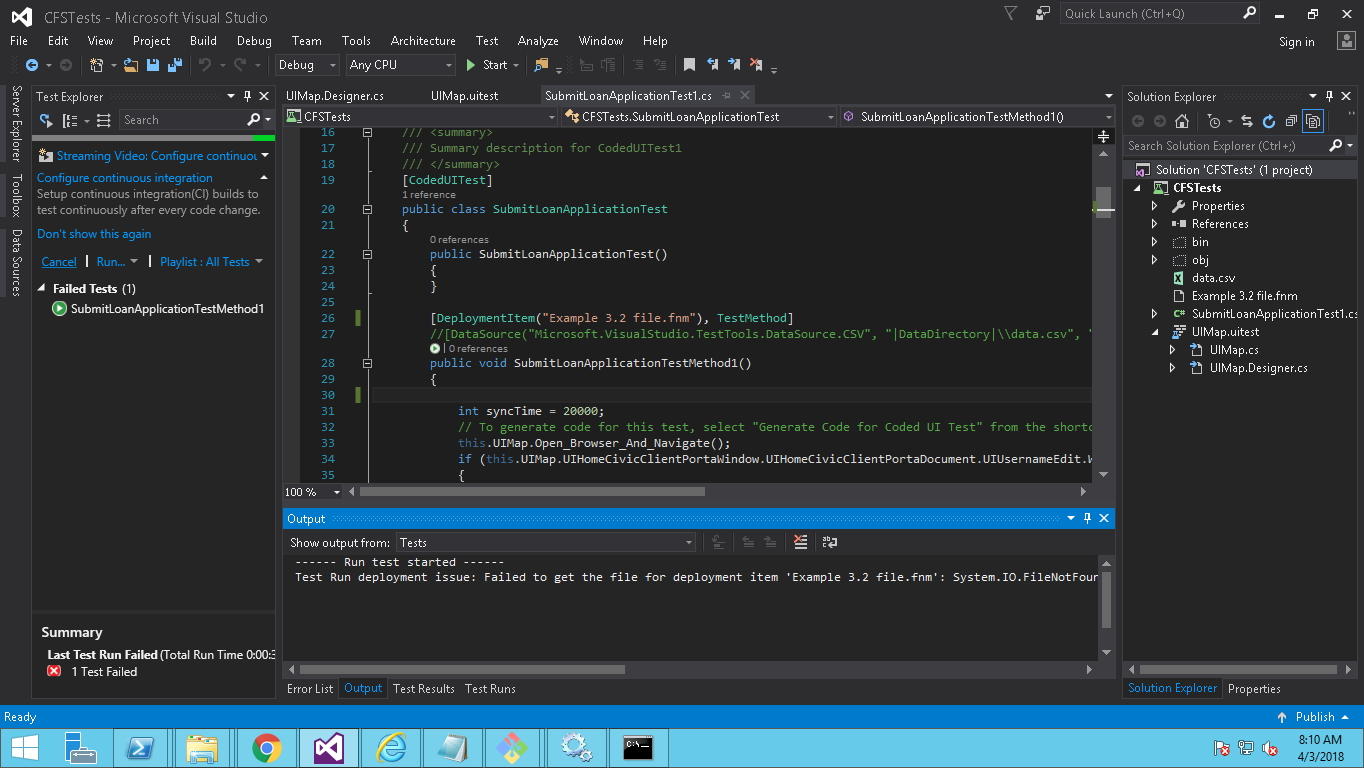 CFSTests - Microsoft Visual Studio
Quick Launch (Ctrl+Q)
File Edit View Project Build Debug Team Tools Architecture Test Analyze Window Help
Sign in
Debug Any CPU Start
Server Explorer
Toolbox
Data Sources
Test Explorer
Search
Streaming Video: Configure continuou
Configure continuous integration
Setup continuous integration(CI) builds to
test continuously after every code change.
Don't show this again
Cancel | Run... | Playlist : All Tests
Failed Tests (1)
SubmitLoanApplicationTestMethod1
Summary
Last Test Run Failed (Total Run Time 0:00:3
1 Test Failed
UIMap.Designer.cs UIMap.uitest SubmitLoanApplicationTest1.cs
CFSTests CFSTests.SubmitLoanApplicationTest SubmitLoanApplicationTestMethod1()
16 /// <summary>
17 /// Summary description for CodedUITest1
18 /// </summary>
19 [CodedUITest]
1 reference
20 public class SubmitLoanApplicationTest
21 {
0 references
22 public SubmitLoanApplicationTest()
23 {
24 }
25
26 [DeploymentItem("Example 3.2 file.fnm"), TestMethod]
27 //[DataSource("Microsoft.VisualStudio.TestTools.DataSource.CSV", "|DataDirectory|\\data.csv", "
| 0 references
28 public void SubmitLoanApplicationTestMethod1()
29 {
30
31 int syncTime = 20000;
32 // To generate code for this test, select "Generate Code for Coded UI Test" from the shortc
33 this.UIMap.Open_Browser_And_Navigate();
34 if (this.UIMap.UIHomeCivicClientPortaWindow.UIHomeCivicClientPortaDocument.UIUsernameEdit.W
35 {
100 %
Output
Show output from: Tests
------ Run test started ------
Test Run deployment issue: Failed to get the file for deployment item 'Example 3.2 file.fnm': System.IO.FileNotFour
Error List Output Test Results Test Runs
Solution Explorer
Search Solution Explorer (Ctrl+;)
Solution 'CFSTests' (1 project)
CFSTests
Properties
References
bin
obj
data.csv
Example 3.2 file.fnm
SubmitLoanApplicationTest1.cs
UIMap.uitest
UIMap.cs
UIMap.Designer.cs
Solution Explorer Properties
Ready
Publish
8:10 AM
4/3/2018